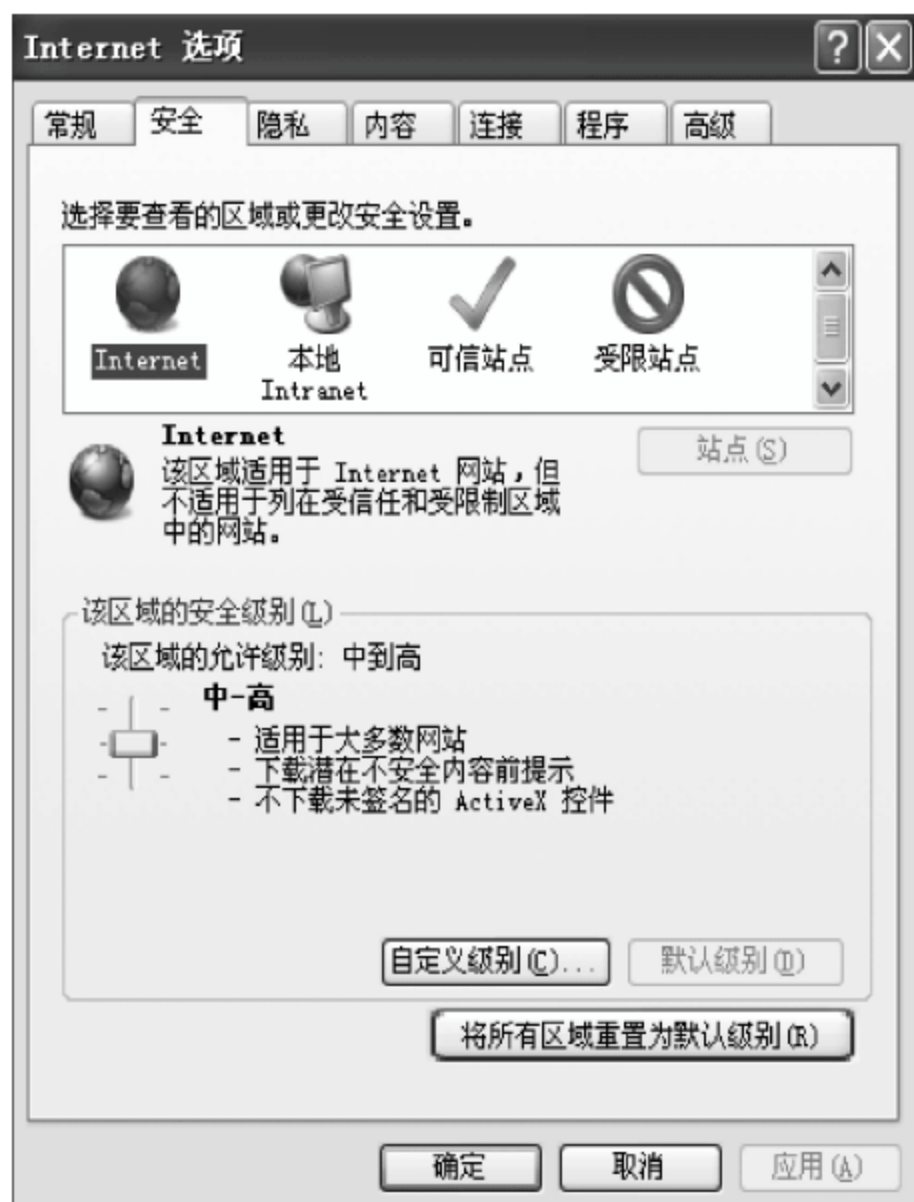 Internet 选项
常规 安全 隐私 内容 连接 程序 高级
选择要查看的区域或更改安全设置。
Internet 本地 可信站点 受限站点
Intranet
Internet
站点(S)
该区域适用于 Internet 网站，但
不适用于列在受信任和受限制区域
中的网站。
该区域的安全级别(L)
该区域的允许级别: 中到高
中-高
- 适用于大多数网站
- 下载潜在不安全内容前提示
- 不下载未签名的 ActiveX 控件
自定义级别(C)... 默认级别(D)
将所有区域重置为默认级别(R)
确定 取消 应用(A)